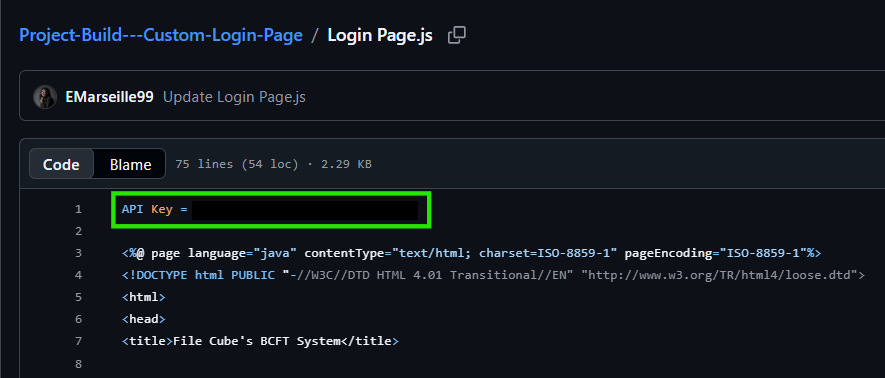 Project-Build---Custom-Login-Page / Login Page.js
EMarseille99 Update Login Page.js
Code Blame 75 lines (54 loc) · 2.29 KB
1 API Key =
2
3 <%@ page language="java" contentType="text/html; charset=ISO-8859-1" pageEncoding="ISO-8859-1"%>
4 <!DOCTYPE html PUBLIC "-//W3C//DTD HTML 4.01 Transitional//EN" "http://www.w3.org/TR/html4/loose.dtd">
5 <html>
6 <head>
7 <title>File Cube's BCFT System</title>
8